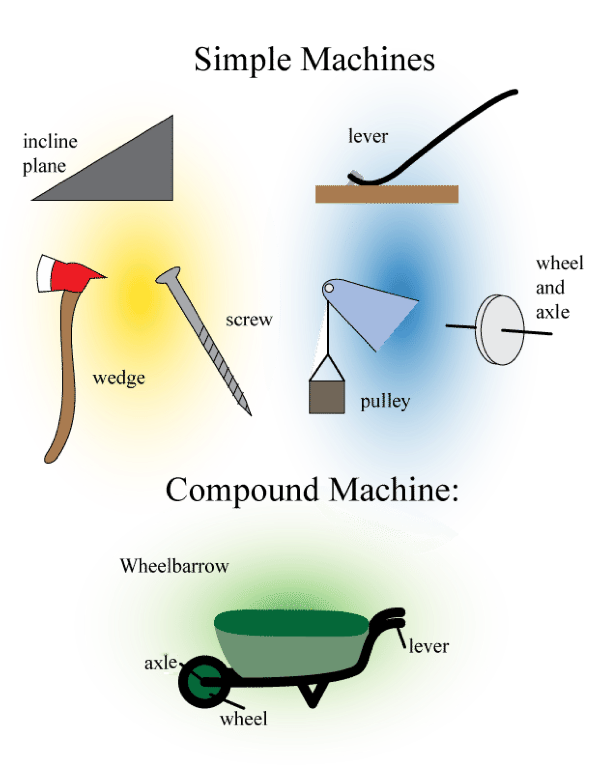 Simple Machines
incline
plane
lever
wedge
screw
pulley
wheel
and
axle
Compound Machine:
Wheelbarrow
axle
wheel
lever